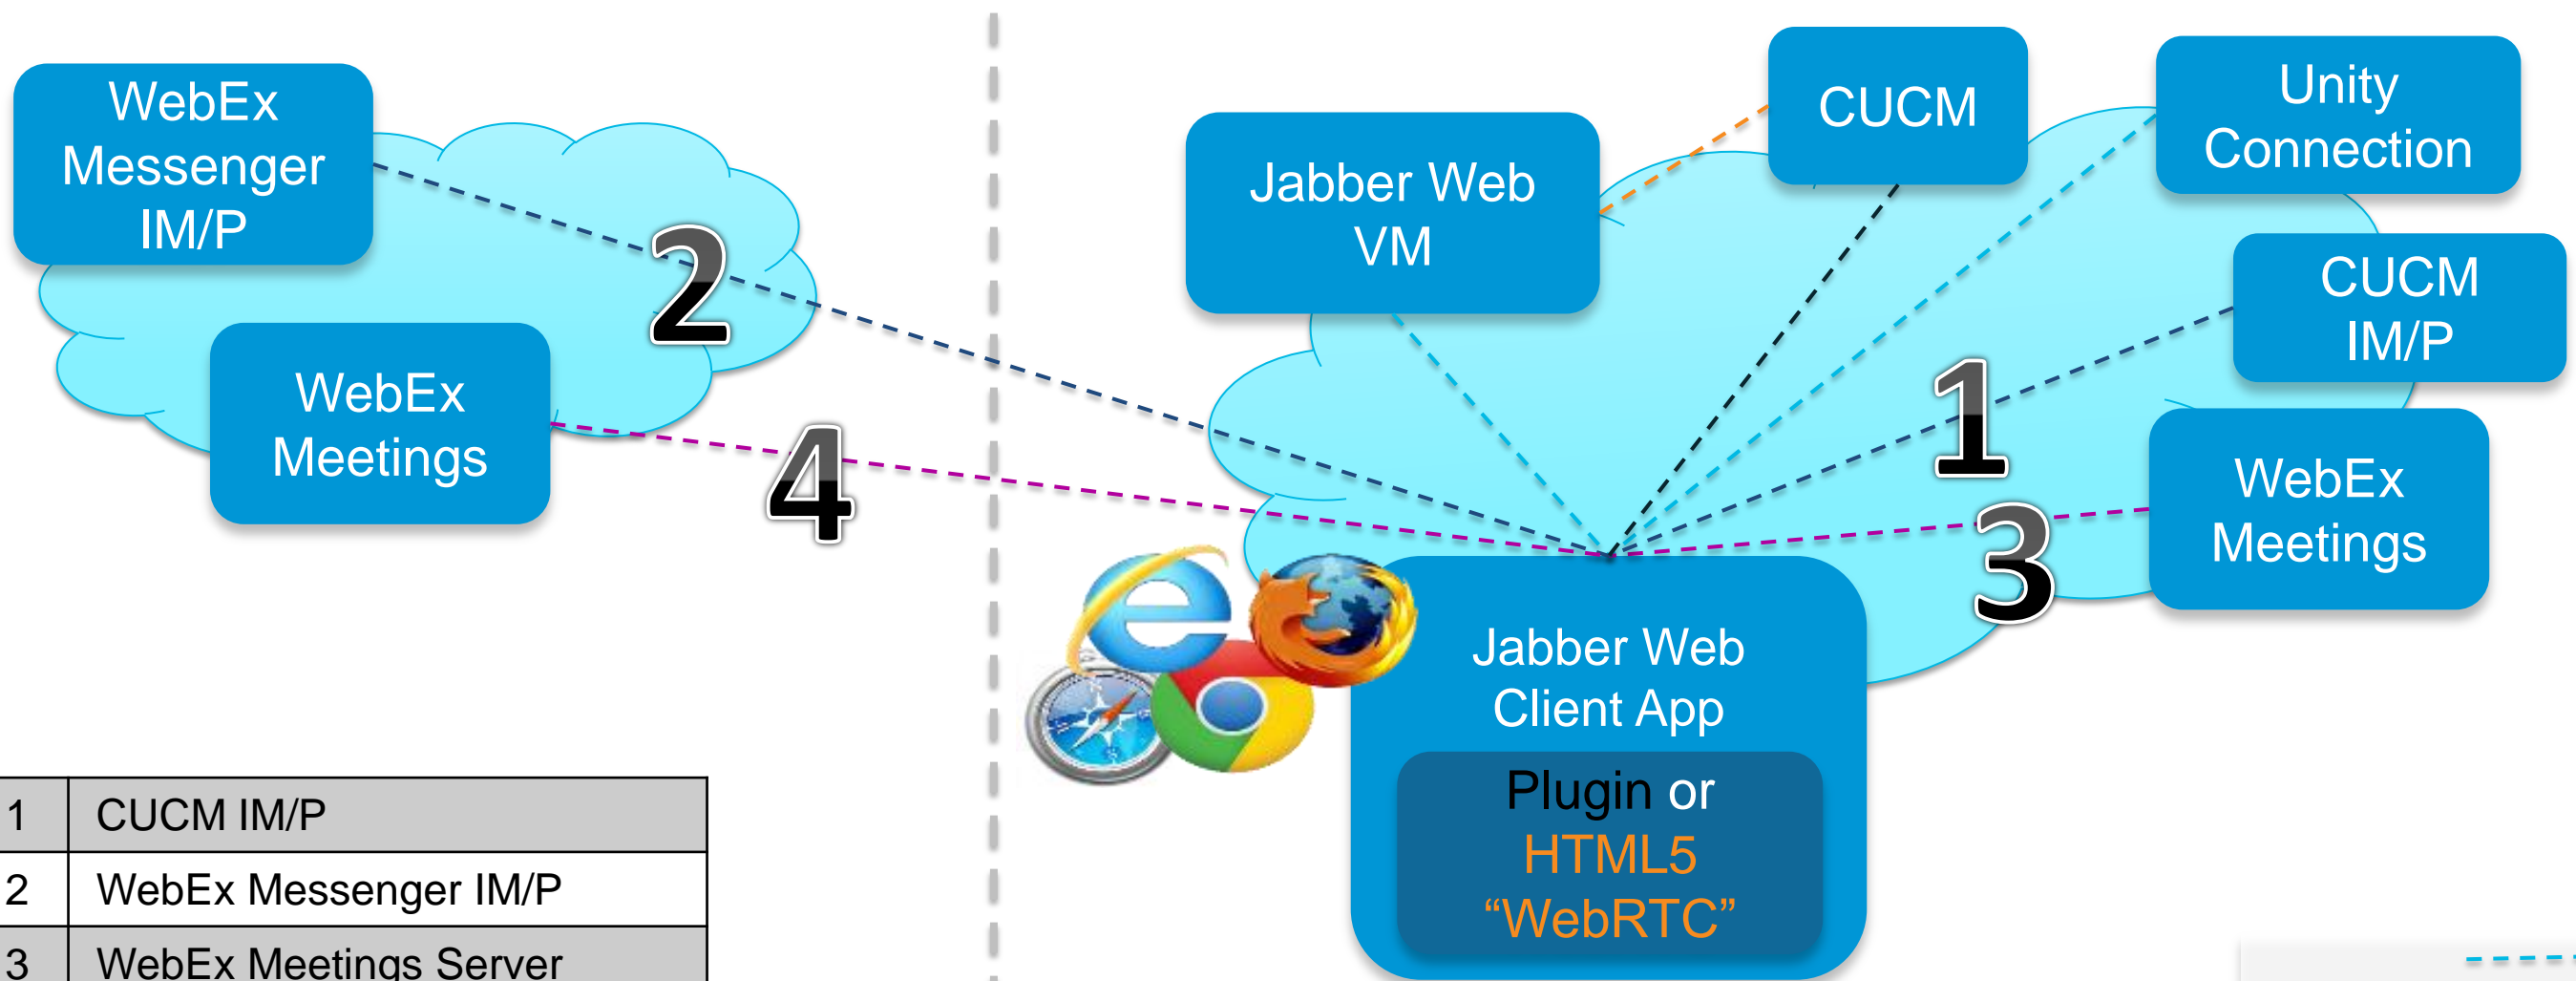 WebEx
Messenger
IM/P
2
WebEx
Meetings
4
Jabber Web
VM
CUCM
Unity
Connection
CUCM
IM/P
1
WebEx
Meetings
3
Jabber Web
Client App
Plugin or
HTML5
“WebRTC”
1 CUCM IM/P
2 WebEx Messenger IM/P
3 WebEx Meetings Server